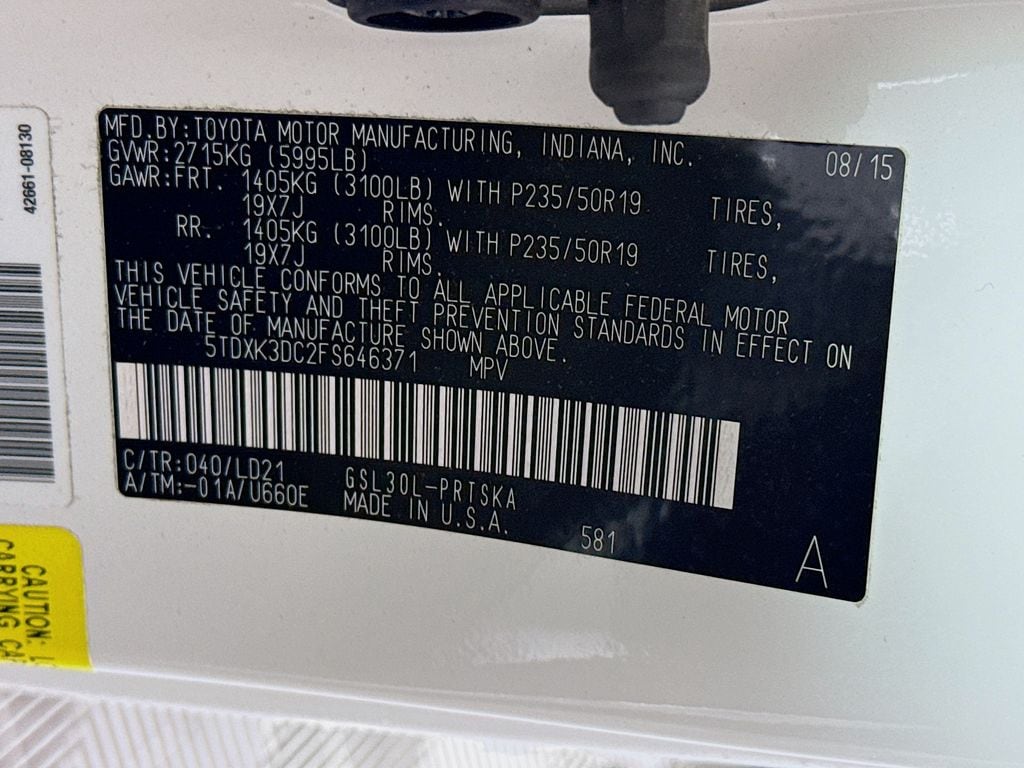 MFD.BY:TOYOTA MOTOR MANUFACTURING, INDIANA, INC. 08/15
GVWR:2715KG (5995LB)
GAWR:FRT. 1405KG (3100LB) WITH P235/50R19 TIRES,
19X7J RIMS.
RR. 1405KG (3100LB) WITH P235/50R19 TIRES,
19X7J RIMS.
THIS VEHICLE CONFORMS TO ALL APPLICABLE FEDERAL MOTOR
VEHICLE SAFETY AND THEFT PREVENTION STANDARDS IN EFFECT ON
THE DATE OF MANUFACTURE SHOWN ABOVE.
5TDXK3DC2FS646371 MPV
C/TR:040/LD21 GSL30L-PRTSKA
A/TM:-01A/U660E MADE IN U.S.A.
581
A
42661-08130
CAUTION:
CARRYING